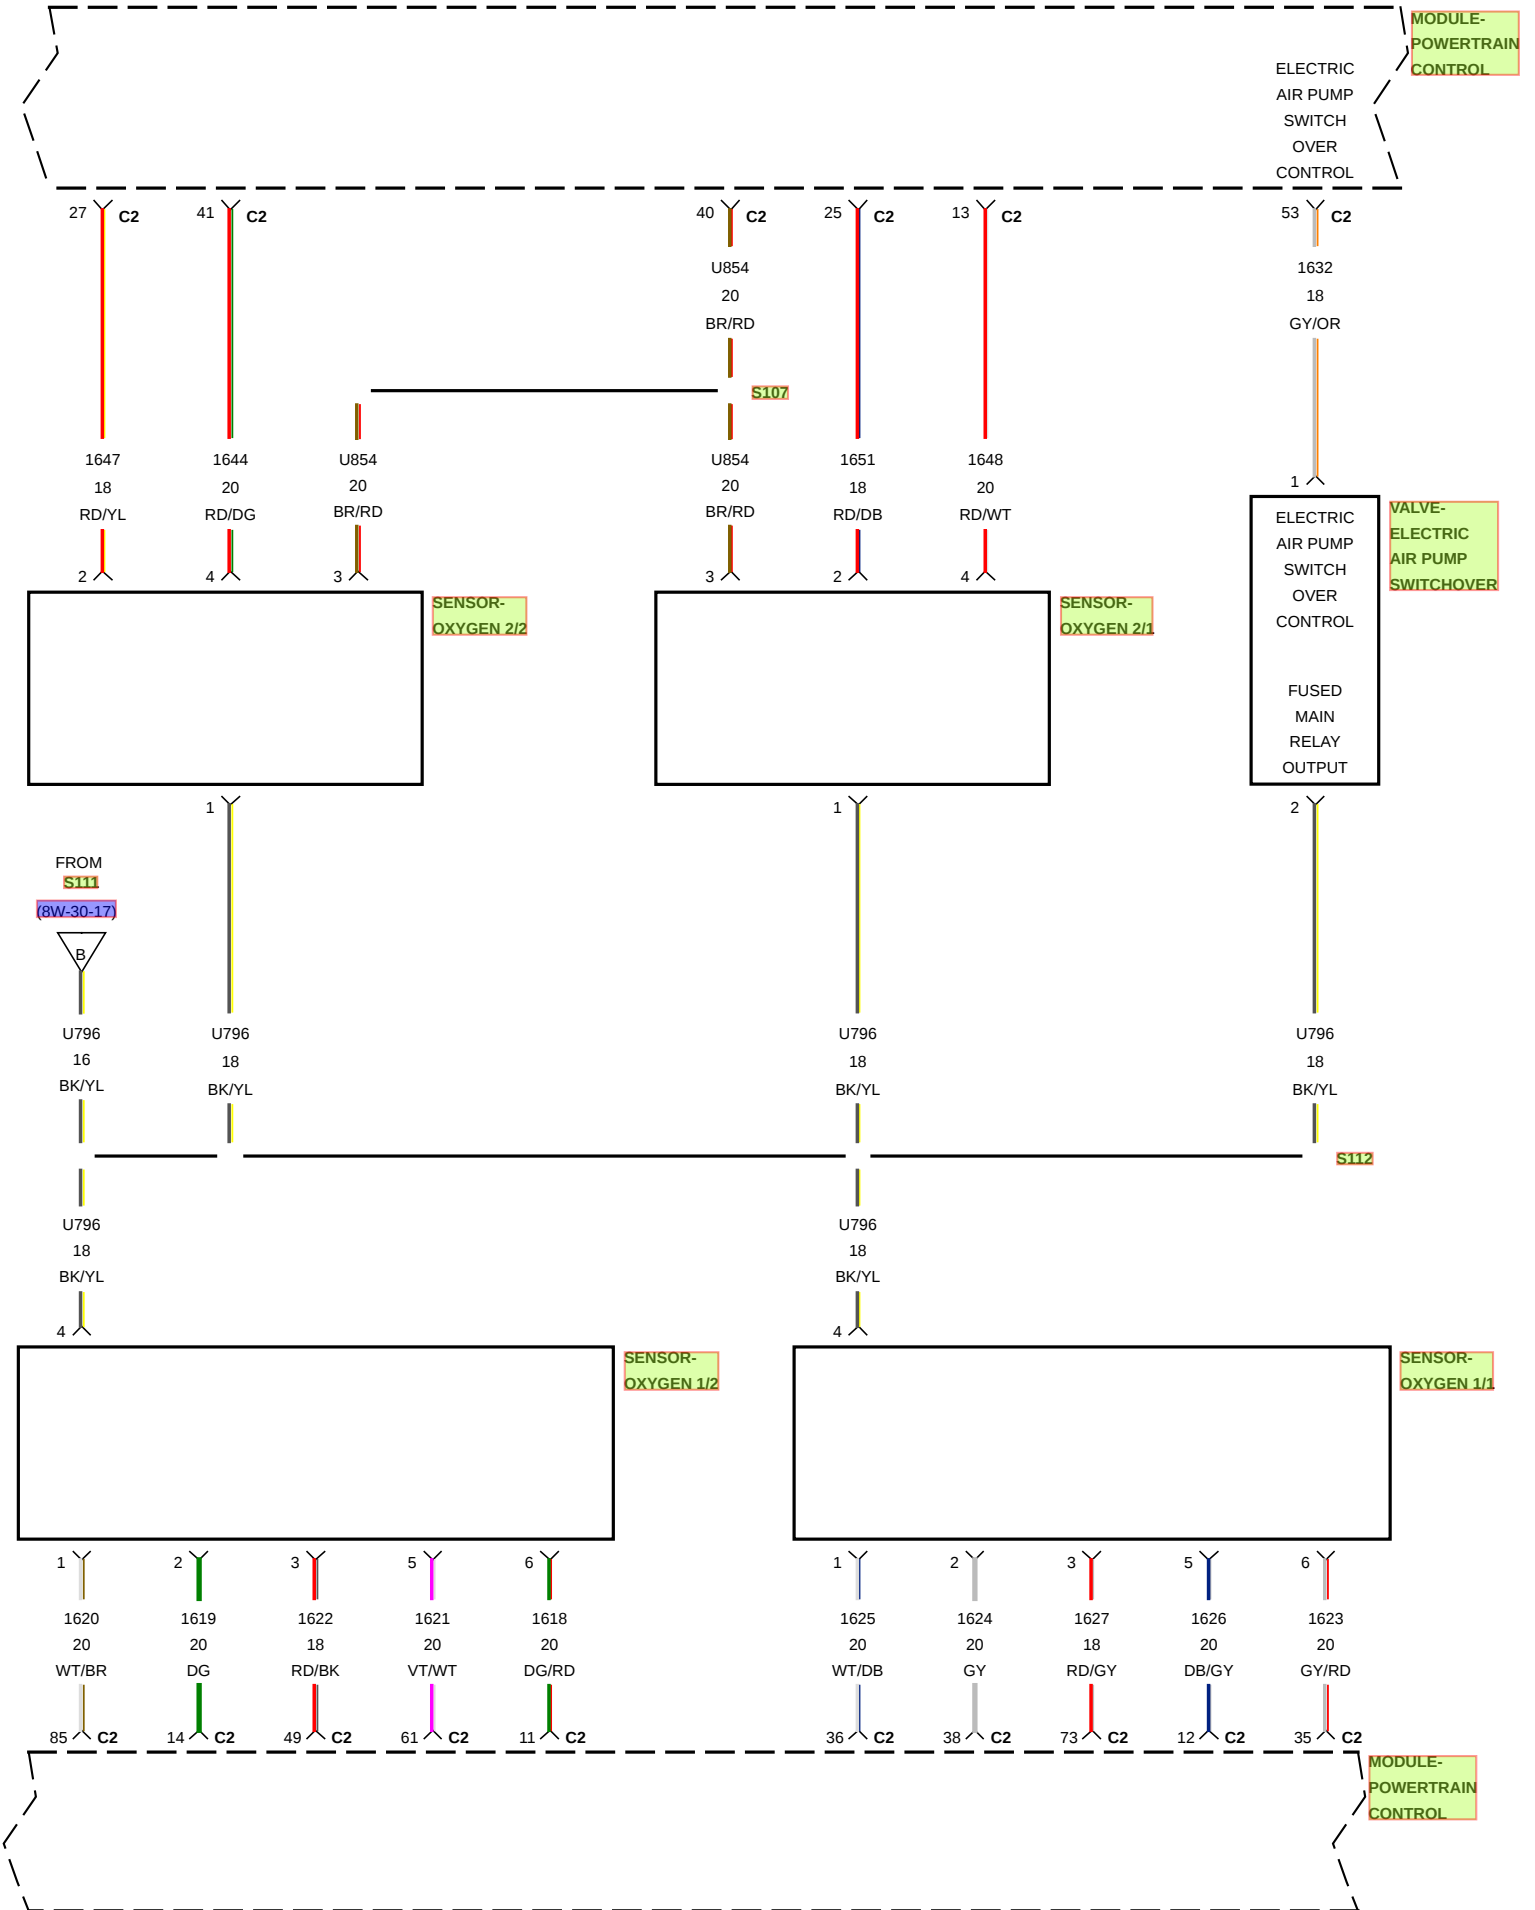 MODULE-
POWERTRAIN
CONTROL
ELECTRIC
AIR PUMP
SWITCH
OVER
CONTROL
27 C2 41 C2 40 C2 25 C2 13 C2 53 C2
U854 1632
20 18
BR/RD GY/OR
S107
1647 1644 U854 U854 1651 1648
18 20 20 20 18 20
RD/YL RD/DG BR/RD BR/RD RD/DB RD/WT
1
2 4 3 3 2 4
VALVE-
ELECTRIC
AIR PUMP
SWITCHOVER
ELECTRIC
AIR PUMP
SWITCH
OVER
CONTROL
SENSOR-
OXYGEN 2/2
SENSOR-
OXYGEN 2/1
FUSED
MAIN
RELAY
OUTPUT
1 1 2
FROM
S111
(8W-30-17)
B
U796 U796 U796 U796
16 18 18 18
BK/YL BK/YL BK/YL BK/YL
S112
U796 U796
18 18
BK/YL BK/YL
4 4
SENSOR-
OXYGEN 1/2
SENSOR-
OXYGEN 1/1
1 2 3 5 6 1 2 3 5 6
1620 1619 1622 1621 1618 1625 1624 1627 1626 1623
20 20 18 20 20 20 20 18 20 20
WT/BR DG RD/BK VT/WT DG/RD WT/DB GY RD/GY DB/GY GY/RD
85 C2 14 C2 49 C2 61 C2 11 C2 36 C2 38 C2 73 C2 12 C2 35 C2
MODULE-
POWERTRAIN
CONTROL